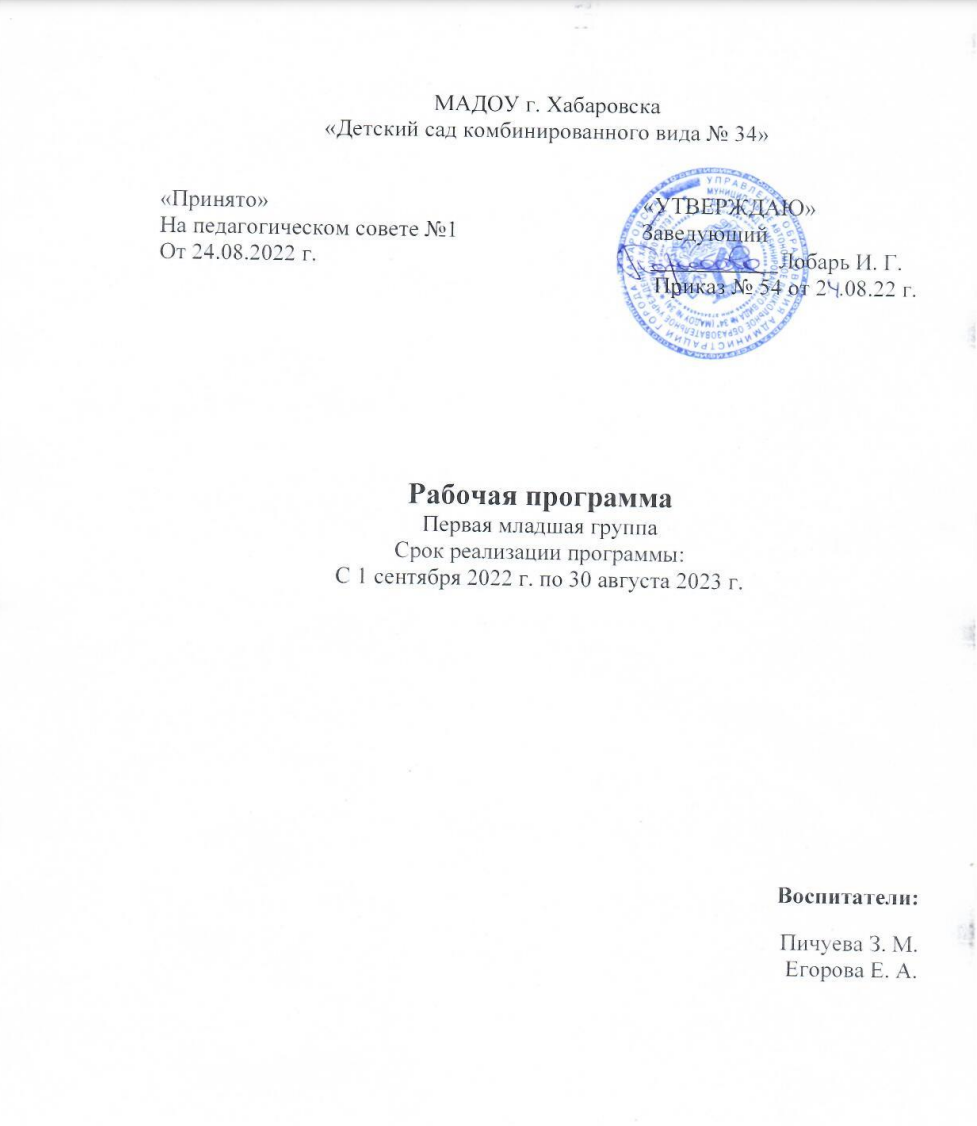 МАДОУ г. Хабаровска
«Детский сад комбинированного вида № 34»
«Принято»
На педагогическом совете №1
От 24.08.2022 г.
«УТВЕРЖДАЮ»
Заведующий
Лобарь И. Г.
Приказ № 54 от 24.08.22 г.
Рабочая программа
Первая младшая группа
Срок реализации программы:
С 1 сентября 2022 г. по 30 августа 2023 г.
Воспитатели:
Пичуева З. М.
Егорова Е. А.